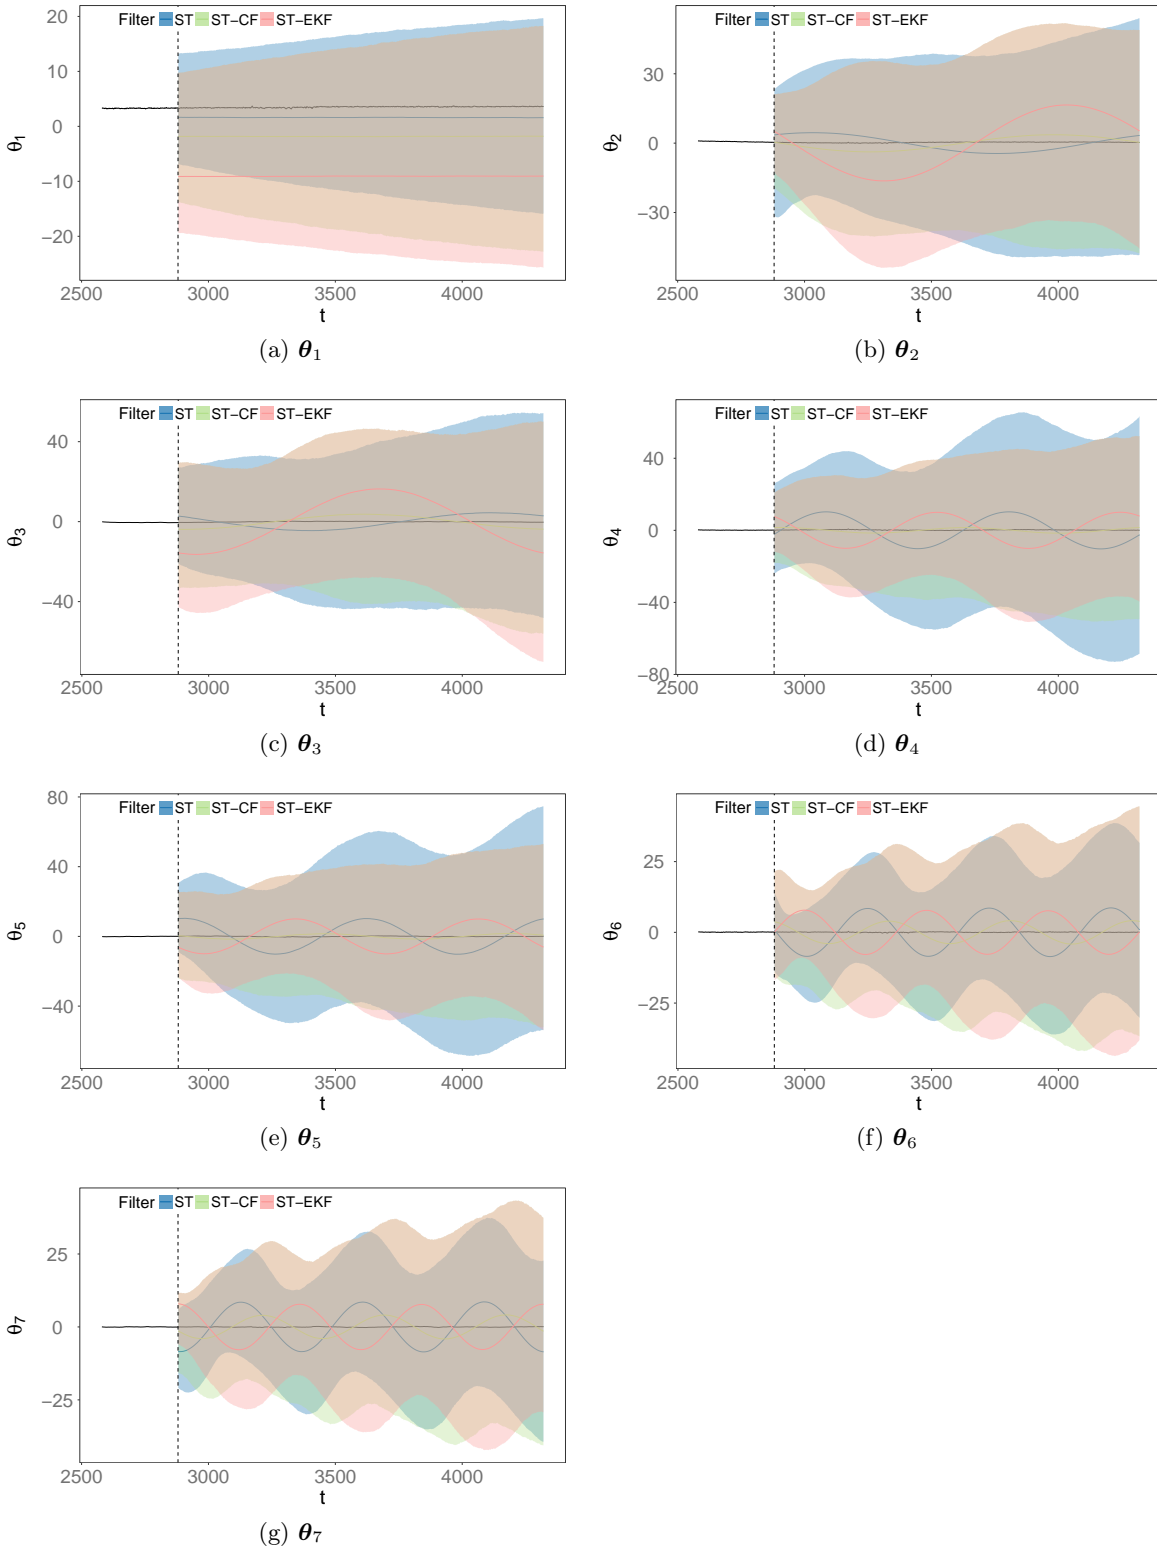 Filter ST ST−CF ST−EKF
20
10
0
−10
−20
θ1
2500 3000 3500 4000
t
(a) θ1
Filter ST ST−CF ST−EKF
30
0
−30
θ2
2500 3000 3500 4000
t
(b) θ2
Filter ST ST−CF ST−EKF
40
0
−40
θ3
2500 3000 3500 4000
t
(c) θ3
Filter ST ST−CF ST−EKF
40
0
−40
−80
θ4
2500 3000 3500 4000
t
(d) θ4
Filter ST ST−CF ST−EKF
80
40
0
−40
θ5
2500 3000 3500 4000
t
(e) θ5
Filter ST ST−CF ST−EKF
25
0
−25
θ6
2500 3000 3500 4000
t
(f) θ6
Filter ST ST−CF ST−EKF
25
0
−25
θ7
2500 3000 3500 4000
t
(g) θ7